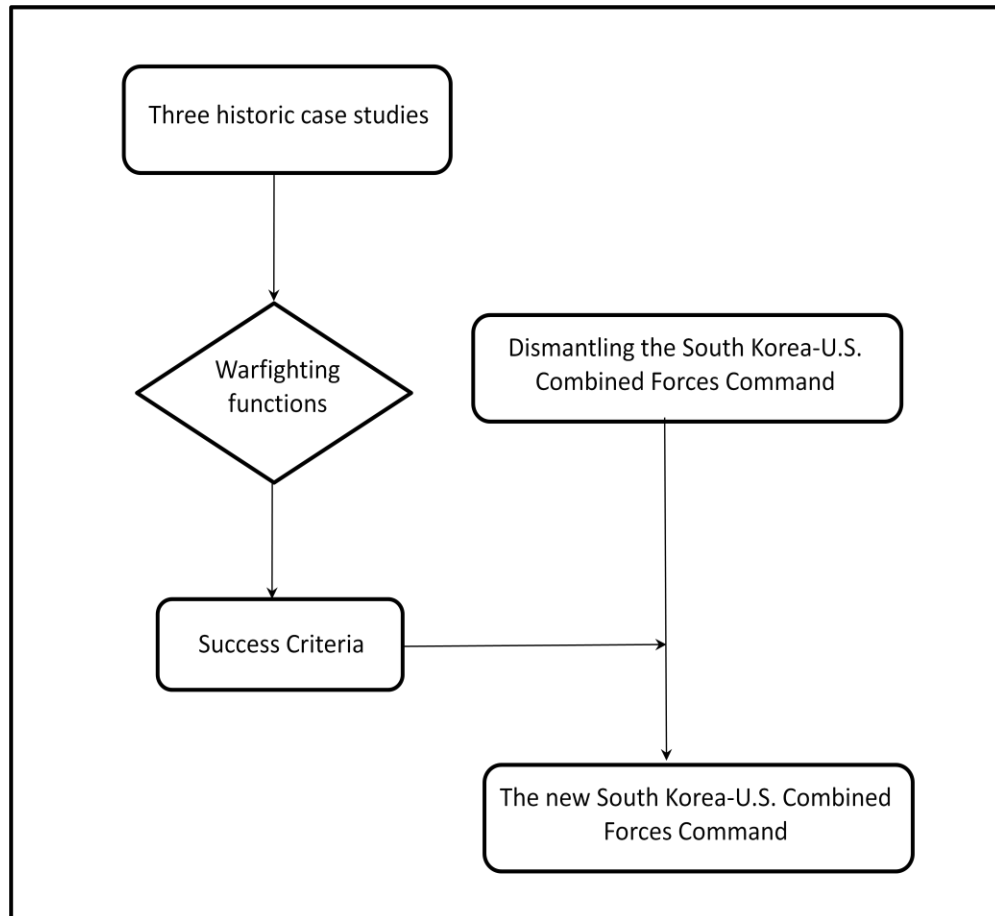 Three historic case studies
Warfighting
functions
Dismantling the South Korea-U.S.
Combined Forces Command
Success Criteria
The new South Korea-U.S. Combined
Forces Command